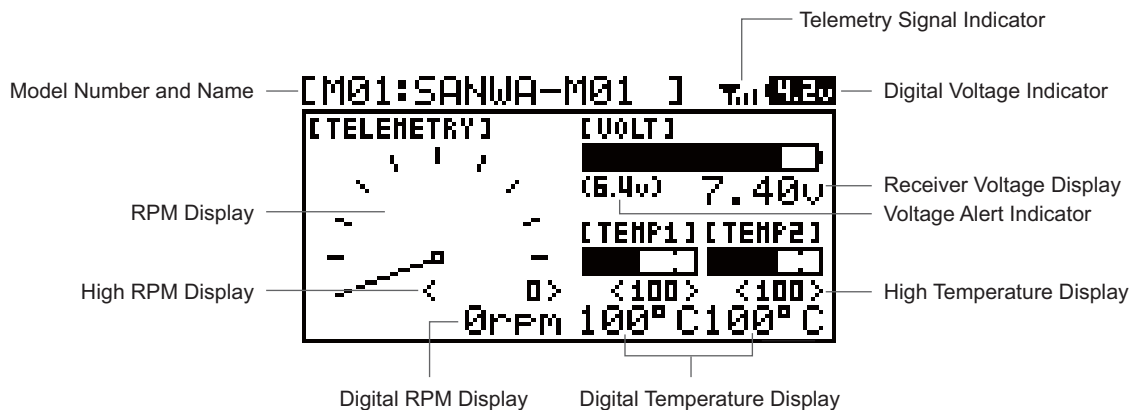 Telemetry Signal Indicator
Model Number and Name
[M01:SANWA-M01 ]
4.2v
Digital Voltage Indicator
[TELEMETRY]
[VOLT]
(6.4v)
7.40v
Receiver Voltage Display
Voltage Alert Indicator
RPM Display
[TEMP1] [TEMP2]
High RPM Display
< 0>
<100> <100>
High Temperature Display
0rpm 100°C 100°C
Digital RPM Display
Digital Temperature Display